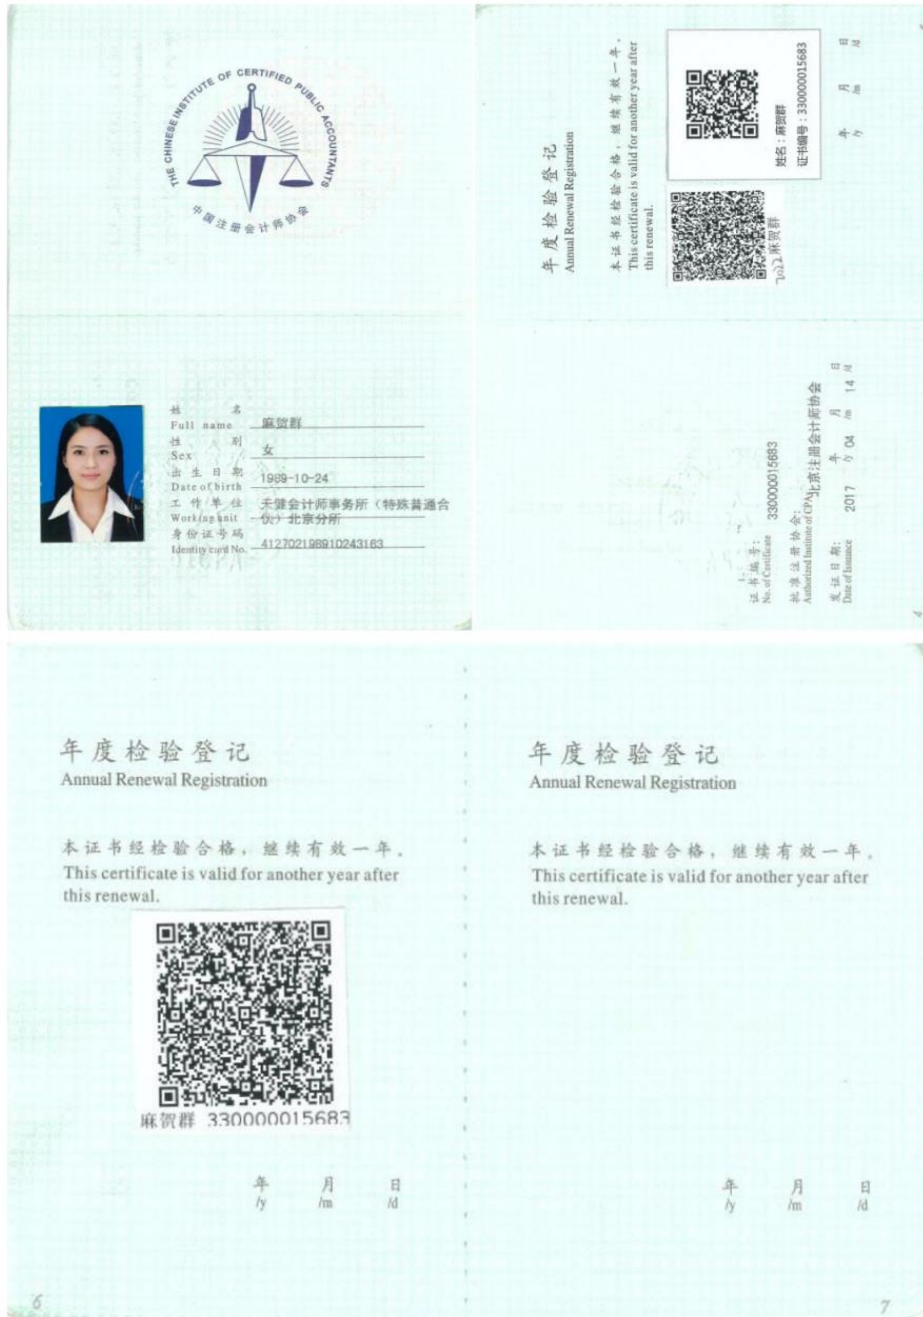 THE CHINESE INSTITUTE OF CERTIFIED PUBLIC ACCOUNTANTS
中国注册会计师协会
姓 名
Full name 麻贺群
性 别
Sex 女
出生日期
Date of birth 1989-10-24
工作单位 天健会计师事务所（特殊普通合
Working unit 伙）北京分所
身份证号码
Identity card No. 412702198910243163
年度检验登记
Annual Renewal Registration
本证书经检验合格，继续有效一年。
This certificate is valid for another year after
this renewal.
姓名：麻贺群
证书编号：330000015683
2022麻贺群
年 月 日
/y /m /d
证书编号：
No. of Certificate 330000015683
批准注册协会：
Authorized Institute of CPAs 北京注册会计师协会
发证日期： 年 月 日
Date of Issuance 2017 /y 04 /m 14 /d
4
年度检验登记
Annual Renewal Registration
本证书经检验合格，继续有效一年。
This certificate is valid for another year after
this renewal.
麻贺群 330000015683
年 月 日
/y /m /d
6
年度检验登记
Annual Renewal Registration
本证书经检验合格，继续有效一年。
This certificate is valid for another year after
this renewal.
年 月 日
/y /m /d
7